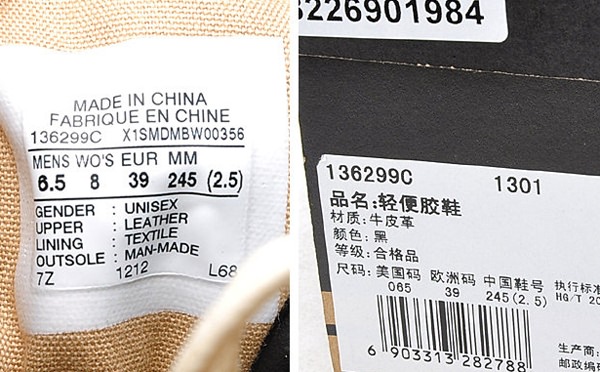 MADE IN CHINA
FABRIQUE EN CHINE
136299C X1SMDMBW00356
MENS WO'S EUR MM
6.5 8 39 245 (2.5)
GENDER : UNISEX
UPPER : LEATHER
LINING : TEXTILE
OUTSOLE : MAN-MADE
7Z 1212 L68
226901984
136299C 1301
品名:轻便胶鞋
材质:牛皮革
颜色:黑
等级:合格品
尺码:美国码 欧洲码 中国鞋号 执行标准
065 39 245(2.5) HG/T 20
6 903313 282788
生产商:
邮政编